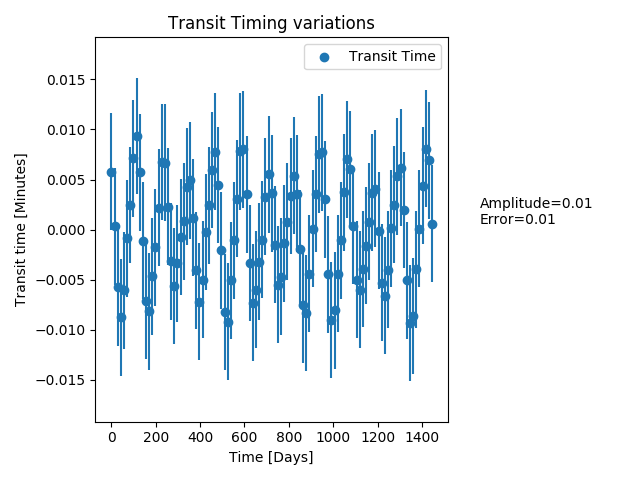 Transit Timing variations
Transit Time
0.015
0.010
0.005
0.000
−0.005
−0.010
−0.015
Transit time [Minutes]
Amplitude=0.01
Error=0.01
0 200 400 600 800 1000 1200 1400
Time [Days]